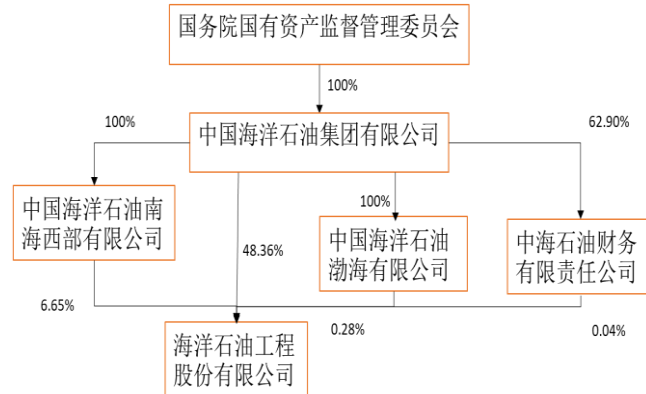 国务院国有资产监督管理委员会
100%
100%
62.90%
中国海洋石油集团有限公司
100%
中国海洋石油南
海西部有限公司
48.36%
中国海洋石油
渤海有限公司
中海石油财务
有限责任公司
6.65%
0.28%
0.04%
海洋石油工程
股份有限公司